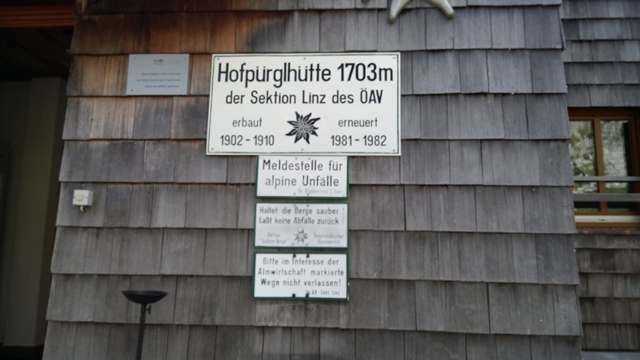 Hofpürglhütte 1703m
der Sektion Linz des ÖAV
erbaut erneuert
1902-1910 1981-1982
Meldestelle für
alpine Unfälle
Haltet die Berge sauber!
Laßt keine Abfälle zurück!
Bitte im Interesse der
Almwirtschaft markierte
Wege nicht verlassen!